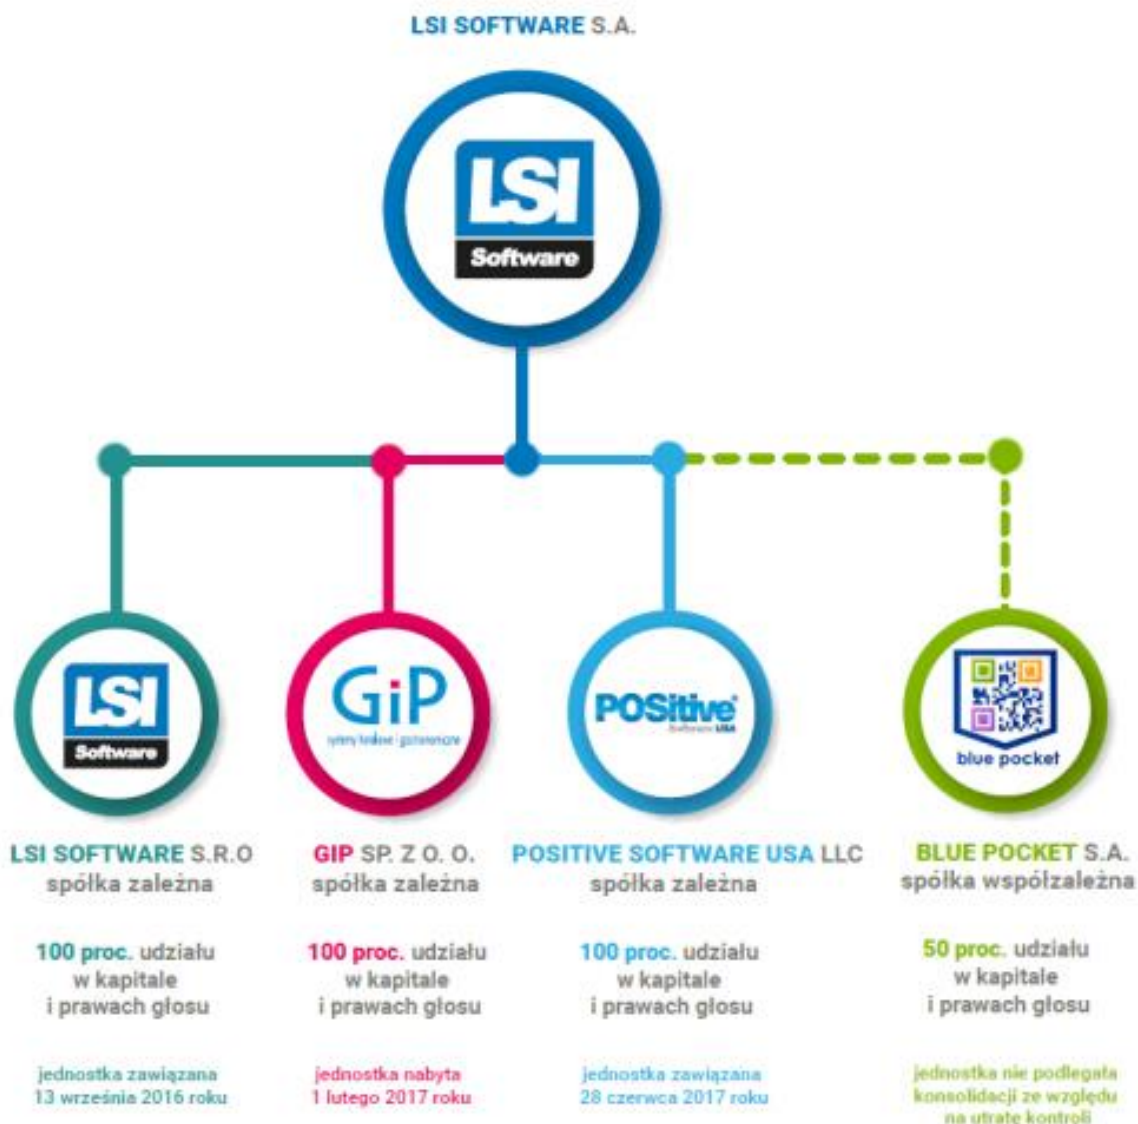 LSI SOFTWARE S.A.
LSI
Software
LSI
Software
GiP
POSitive
Software USA
blue pocket
LSI SOFTWARE S.R.O
spółka zależna
100 proc. udziału
w kapitale
i prawach głosu
jednostka zawiązana
13 września 2016 roku
GIP SP. Z O. O.
spółka zależna
100 proc. udziału
w kapitale
i prawach głosu
jednostka nabyta
1 lutego 2017 roku
POSITIVE SOFTWARE USA LLC
spółka zależna
100 proc. udziału
w kapitale
i prawach głosu
jednostka zawiązana
28 czerwca 2017 roku
BLUE POCKET S.A.
spółka współzależna
50 proc. udziału
w kapitale
i prawach głosu
jednostka nie podlegała
konsolidacji ze względu
na utratę kontroli